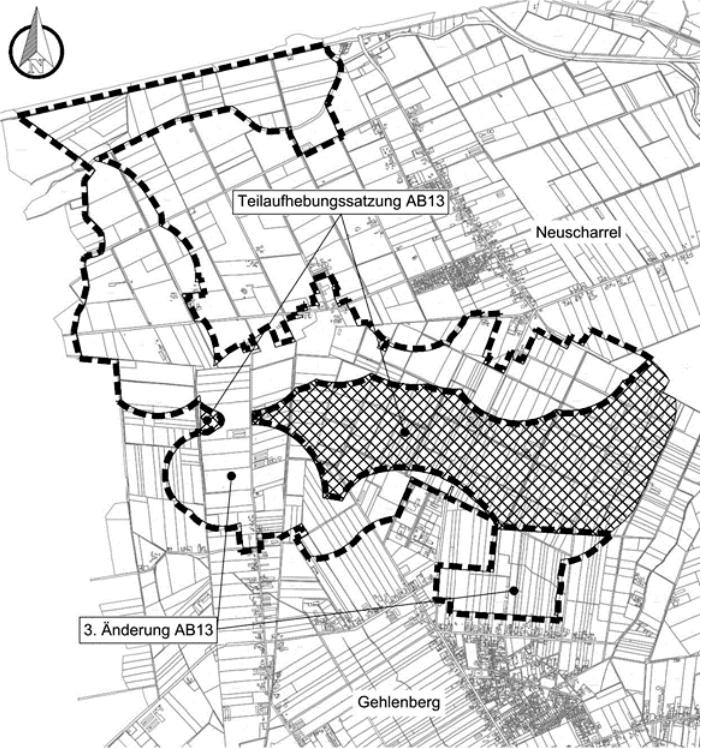 N
Teilaufhebungssatzung AB13
Neuscharrel
3. Änderung AB13
Gehlenberg